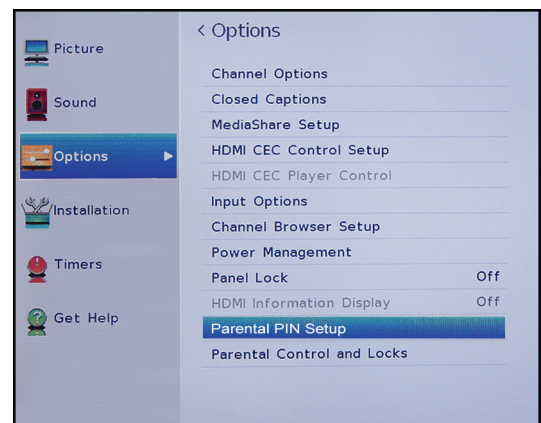 Picture
Sound
Options
Installation
Timers
Get Help
< Options
Channel Options
Closed Captions
MediaShare Setup
HDMI CEC Control Setup
HDMI CEC Player Control
Input Options
Channel Browser Setup
Power Management
Panel Lock Off
HDMI Information Display Off
Parental PIN Setup
Parental Control and Locks